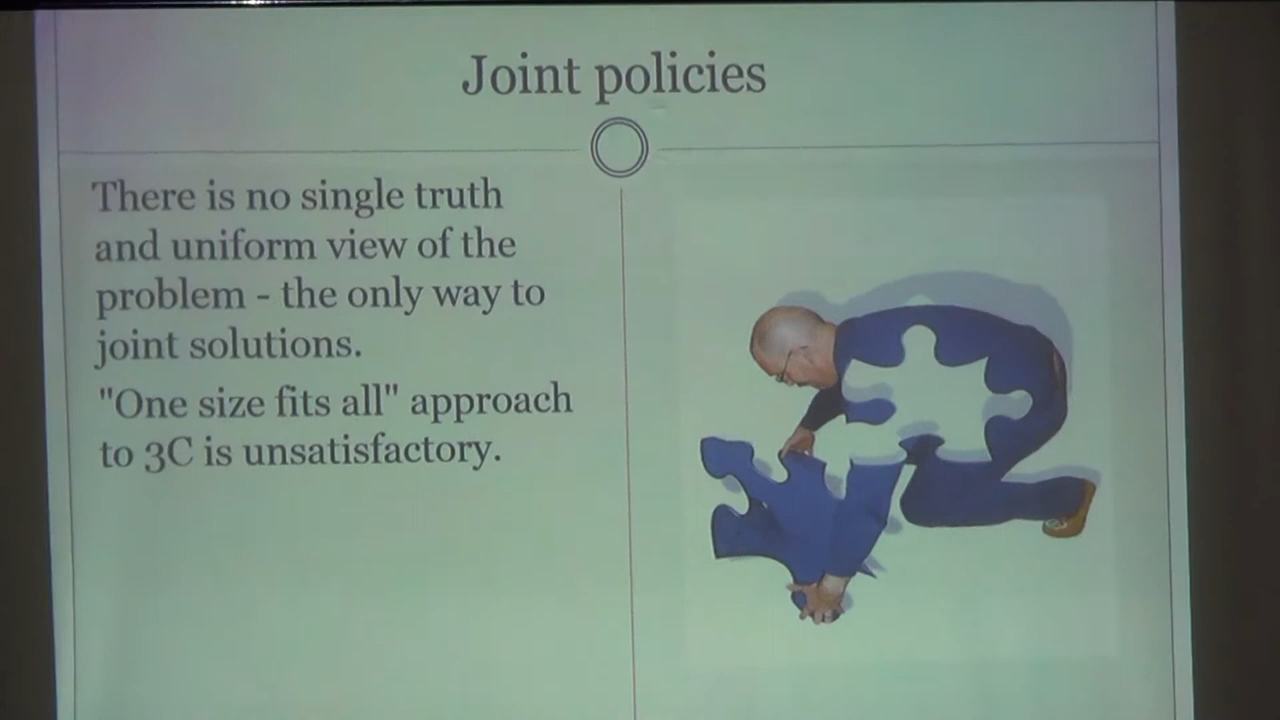 Joint policies
There is no single truth
and uniform view of the
problem - the only way to
joint solutions.
"One size fits all" approach
to 3C is unsatisfactory.